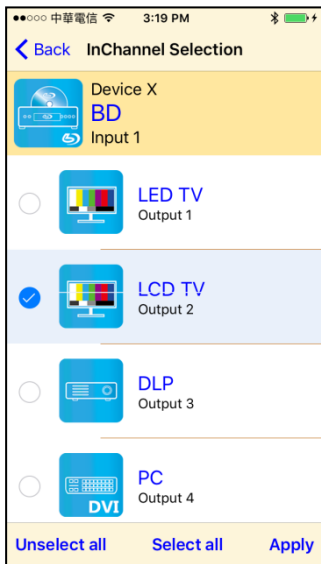 中華電信 3:19 PM
Back InChannel Selection
Device X
BD
Input 1
LED TV
Output 1
LCD TV
Output 2
DLP
Output 3
PC
Output 4
DVI
Unselect all Select all Apply